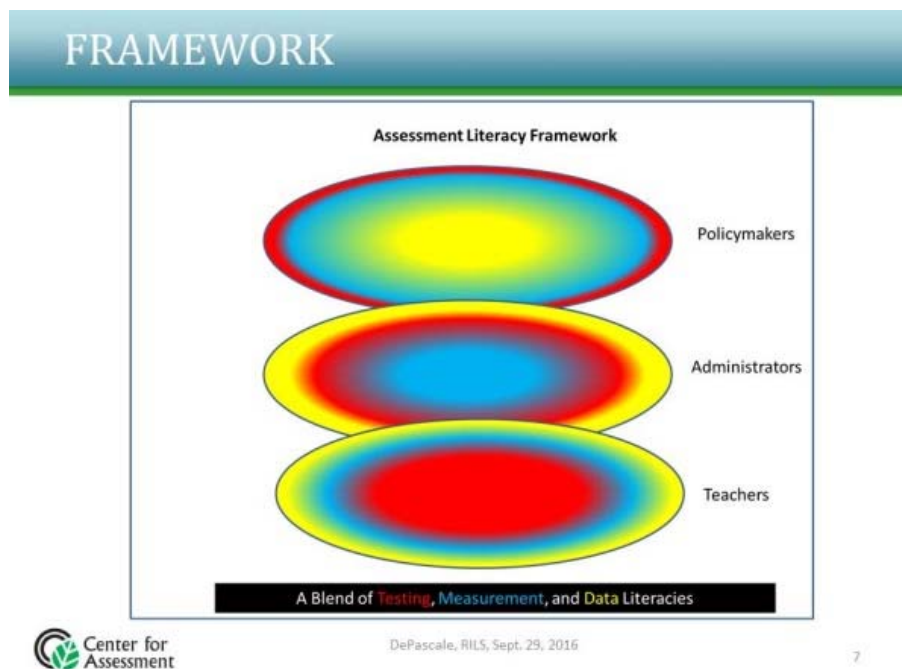 FRAMEWORK
Assessment Literacy Framework
Policymakers
Administrators
Teachers
A Blend of Testing, Measurement, and Data Literacies
Center for
Assessment
DePascale, RILS, Sept. 29, 2016
7